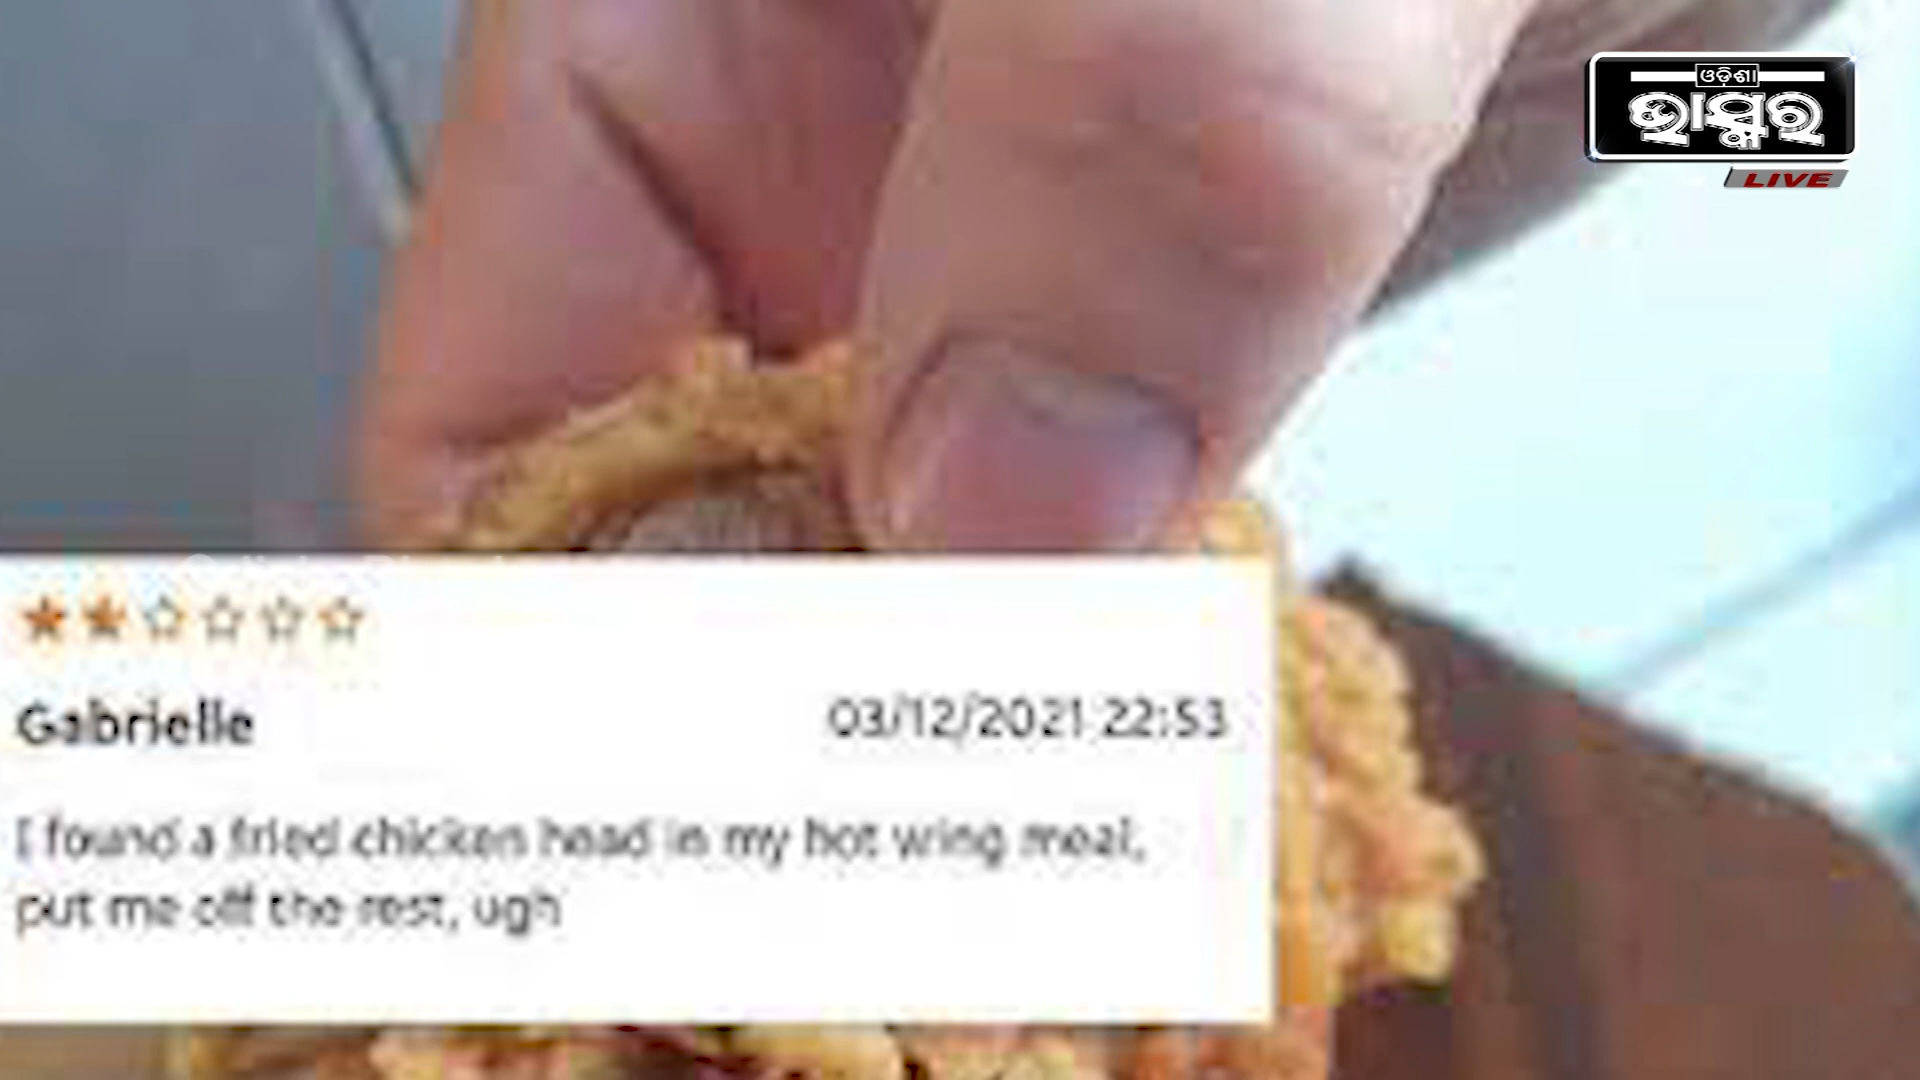 ଓଡ଼ିଶା
ଭାସ୍କର
LIVE
Gabrielle
03/12/2021 22:53
I found a fried chicken head in my hot wing meal,
put me off the rest, ugh